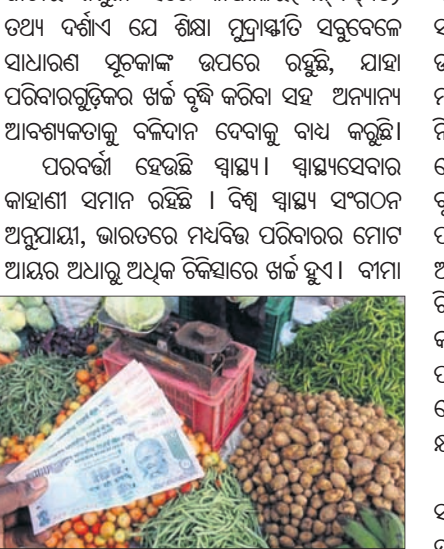 ତଥ୍ୟ ଦର୍ଶାଏ ଯେ ଶିକ୍ଷା ମୁଦ୍ରାସ୍ଫୀତି ସବୁବେଳେ
ସାଧାରଣ ସୂଚକାଙ୍କ ଉପରେ ରହୁଛି, ଯାହା
ପରିବାରଗୁଡ଼ିକର ଖର୍ଚ୍ଚ ବୃଦ୍ଧି କରିବା ସହ ଅନ୍ୟାନ୍ୟ
ଆବଶ୍ୟକତାକୁ ବଳିଦାନ ଦେବାକୁ ବାଧ୍ୟ କରୁଛି।
ପରବର୍ତ୍ତୀ ହେଉଛି ସ୍ୱାସ୍ଥ୍ୟ। ସ୍ୱାସ୍ଥ୍ୟସେବାର
କାହାଣୀ ସମାନ ରହିଛି । ବିଶ୍ୱ ସ୍ୱାସ୍ଥ୍ୟ ସଂଗଠନ
ଅନୁଯାୟୀ, ଭାରତରେ ମଧ୍ୟବିତ୍ତ ପରିବାରର ମୋଟ
ଆୟର ଅଧାରୁ ଅଧିକ ଚିକିତ୍ସାରେ ଖର୍ଚ୍ଚ ହୁଏ। ବୀମା